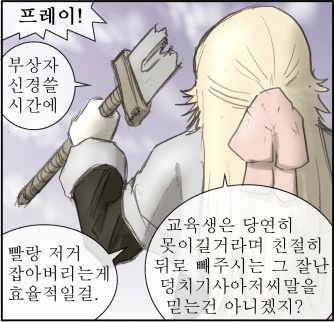 프레이!
부상자
신경쓸
시간에
빨랑 저거
잡아버리는게
효율적일걸.
교육생은 당연히
못이길거라며 친절히
뒤로 빼주시는 그 잘난
덩치기사아저씨말을
믿는건 아니겠지?